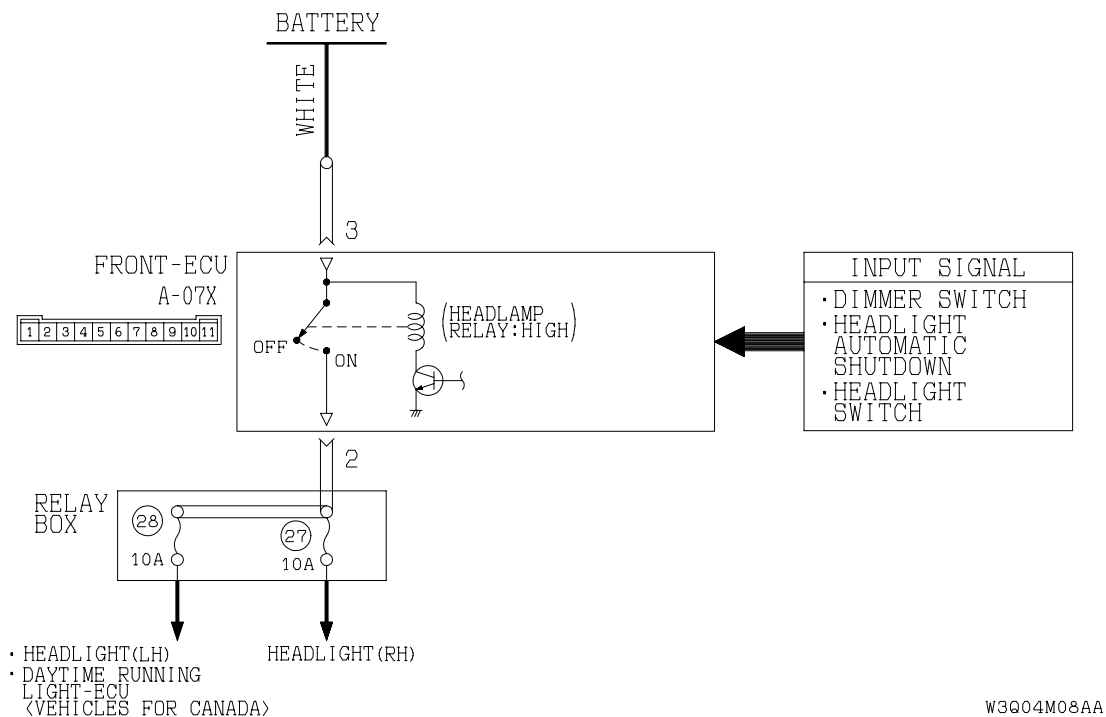 BATTERY
WHITE
3
FRONT-ECU
A-07X
1 2 3 4 5 6 7 8 9 10 11
OFF
ON
(HEADLAMP
RELAY:HIGH)
INPUT SIGNAL
·DIMMER SWITCH
·HEADLIGHT
AUTOMATIC
SHUTDOWN
·HEADLIGHT
SWITCH
2
RELAY
BOX
28
10A
27
10A
· HEADLIGHT(LH)
· DAYTIME RUNNING
LIGHT-ECU
<VEHICLES FOR CANADA>
HEADLIGHT(RH)
W3Q04M08AA